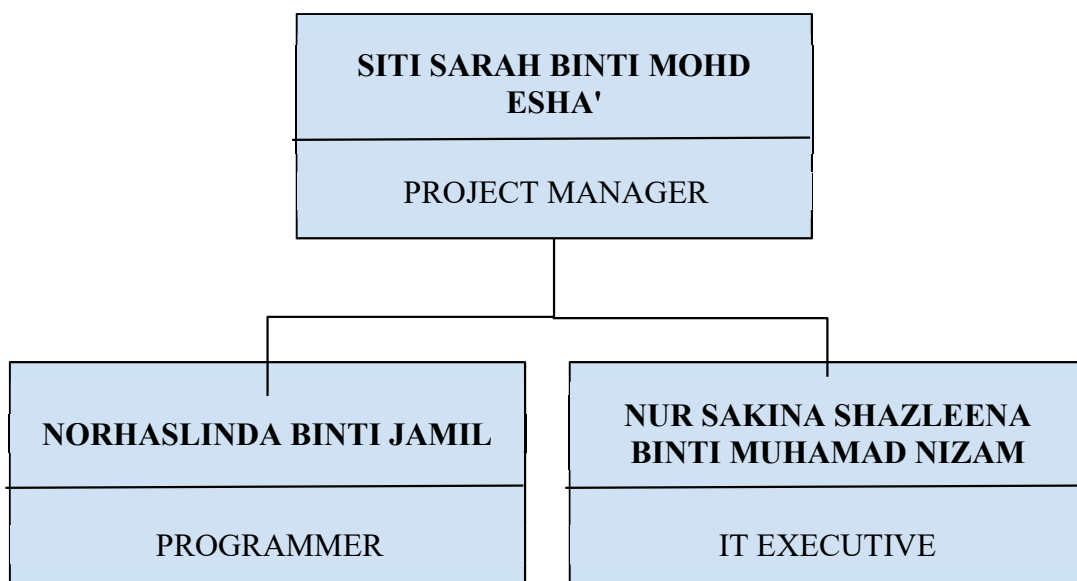 SITI SARAH BINTI MOHD
ESHA'
PROJECT MANAGER
NORHASLINDA BINTI JAMIL
PROGRAMMER
NUR SAKINA SHAZLEENA
BINTI MUHAMAD NIZAM
IT EXECUTIVE